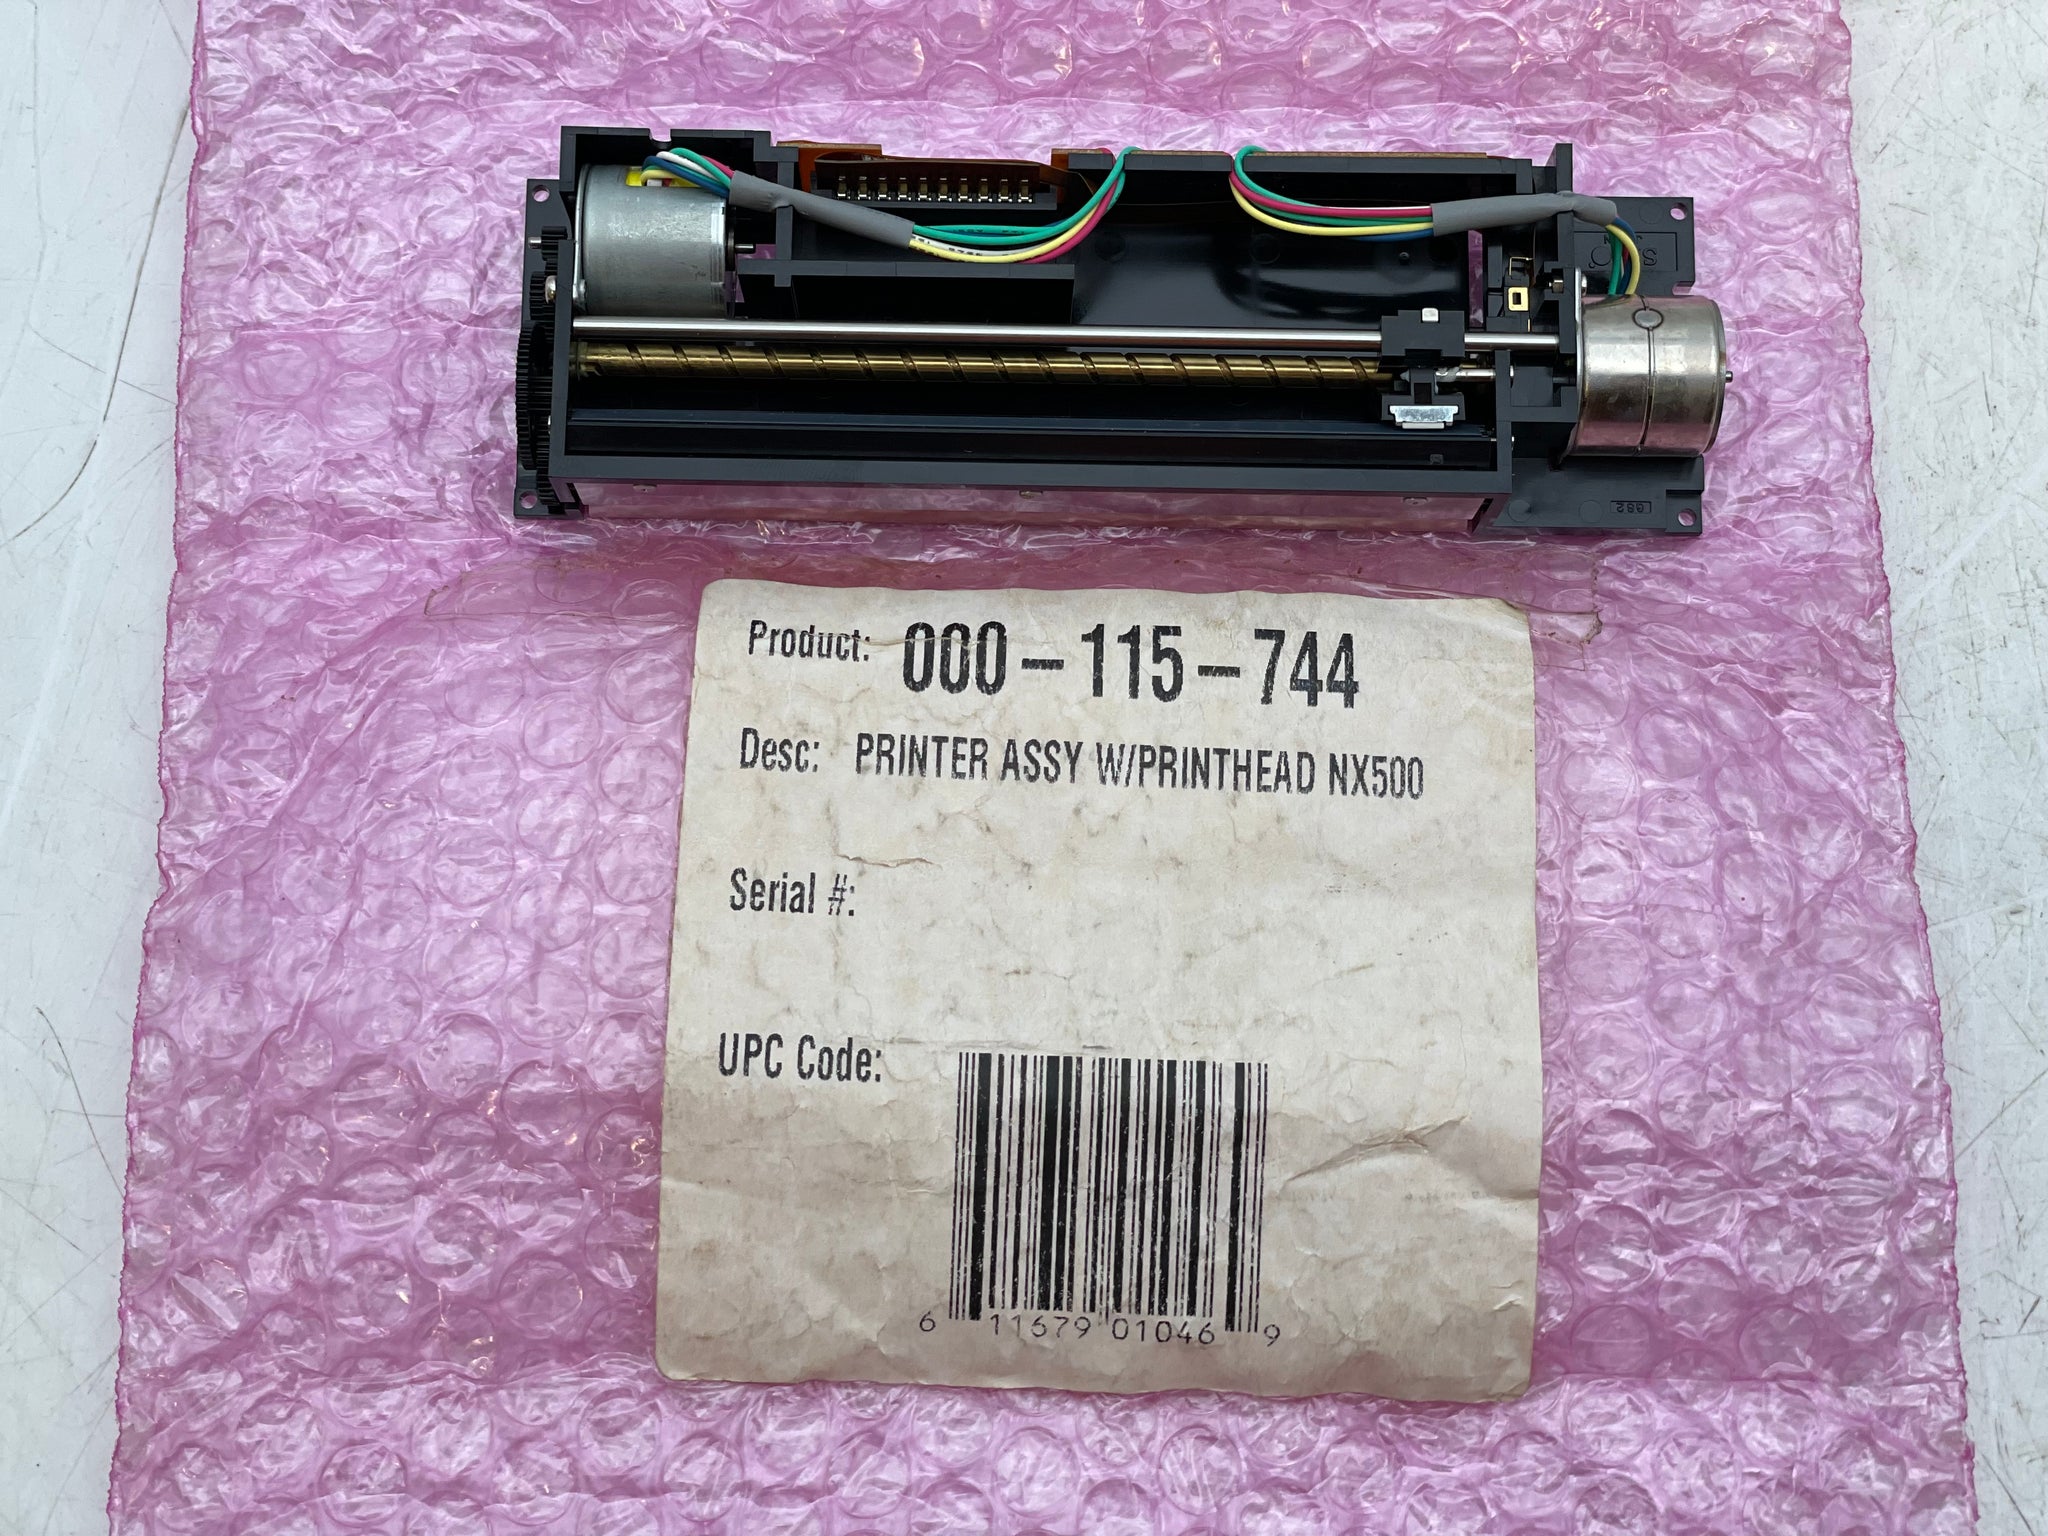 Product: 000-115-744
Desc: PRINTER ASSY W/PRINTHEAD NX500
Serial #:
UPC Code:
6 11679 01046 9